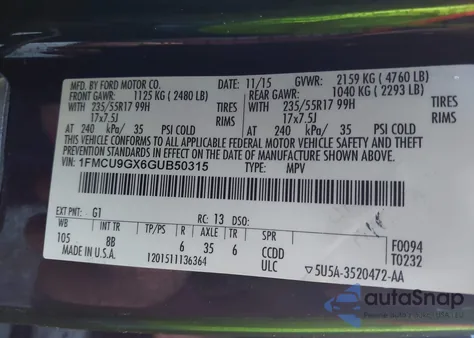 MFD. BY FORD MOTOR CO.
DATE: 11/15 GVWR: 2159 KG ( 4760 LB)
FRONT GAWR: 1125 KG ( 2480 LB) REAR GAWR: 1040 KG ( 2293 LB)
WITH 235/55R17 99H TIRES WITH 235/55R17 99H TIRES
17x7.5J RIMS 17x7.5J RIMS
AT 240 kPa/ 35 PSI COLD AT 240 kPa/ 35 PSI COLD
THIS VEHICLE CONFORMS TO ALL APPLICABLE FEDERAL MOTOR VEHICLE SAFETY AND THEFT
PREVENTION STANDARDS IN EFFECT ON THE DATE OF MANUFACTURE SHOWN ABOVE.
VIN: 1FMCU9GX6GUB50315 TYPE: MPV
EXT PNT: G1 RC: 13 DSO:
WB INT TR TP/PS R AXLE TR SPR F0094
105 8B 6 35 6 CCDD T0232
MADE IN U.S.A. 1201511136364 ULC 5U5A-3520472-AA
autoSnap